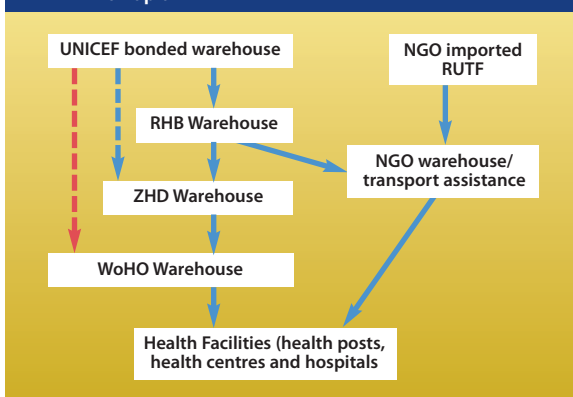 UNICEF bonded warehouse
NGO imported
RUTF
RHB Warehouse
NGO warehouse/
transport assistance
ZHD Warehouse
WoHO Warehouse
Health Facilities (health posts,
health centres and hospitals